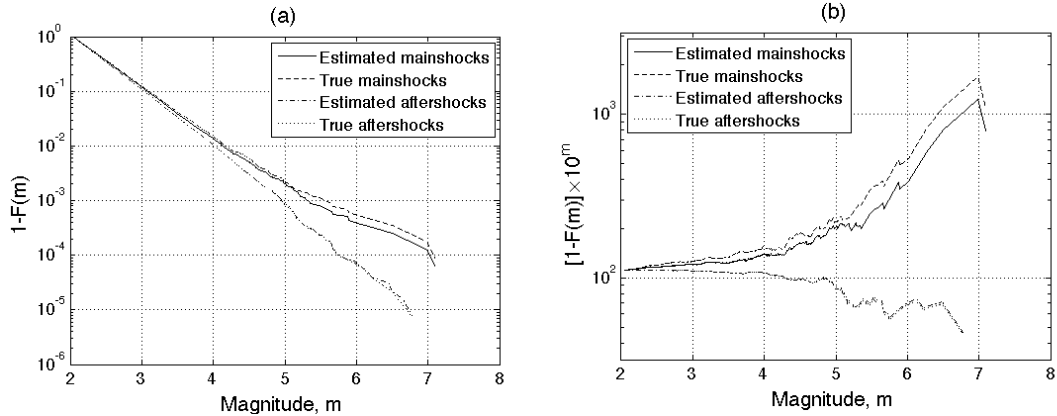 (a)
10^0
10^-1
10^-2
10^-3
10^-4
10^-5
10^-6
1-F(m)
Estimated mainshocks
True mainshocks
Estimated aftershocks
True aftershocks
2 3 4 5 6 7 8
Magnitude, m
(b)
10^3
10^2
[1-F(m)]×10^m
Estimated mainshocks
True mainshocks
Estimated aftershocks
True aftershocks
2 3 4 5 6 7 8
Magnitude, m